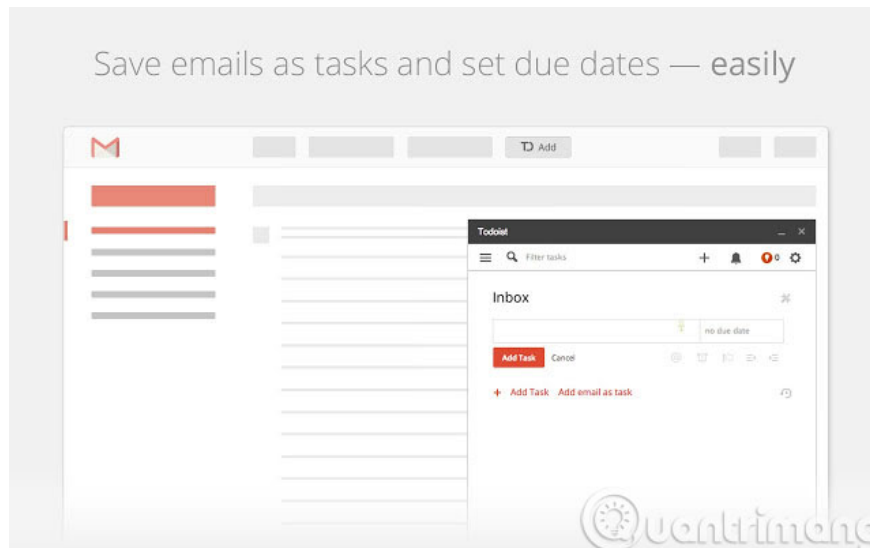 Save emails as tasks and set due dates — easily
TD Add
Todoist
Filter tasks
0
Inbox
no due date
Add Task Cancel
+ Add Task Add email as task
Quantrimang